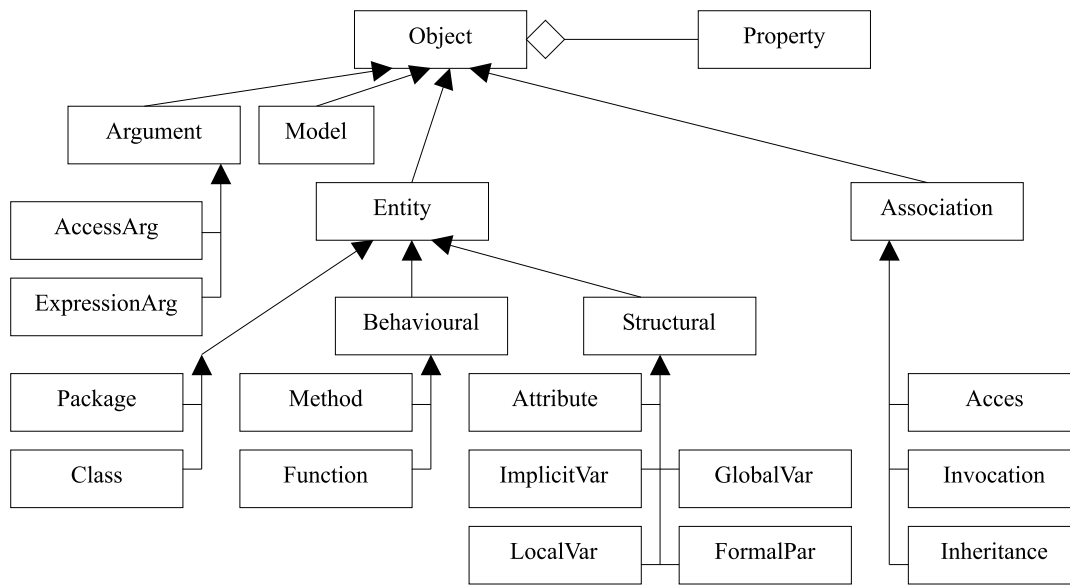 Object
Property
Argument
Model
Entity
Association
AccessArg
ExpressionArg
Behavioural
Structural
Package
Method
Attribute
Acces
Class
Function
ImplicitVar
GlobalVar
Invocation
LocalVar
FormalPar
Inheritance